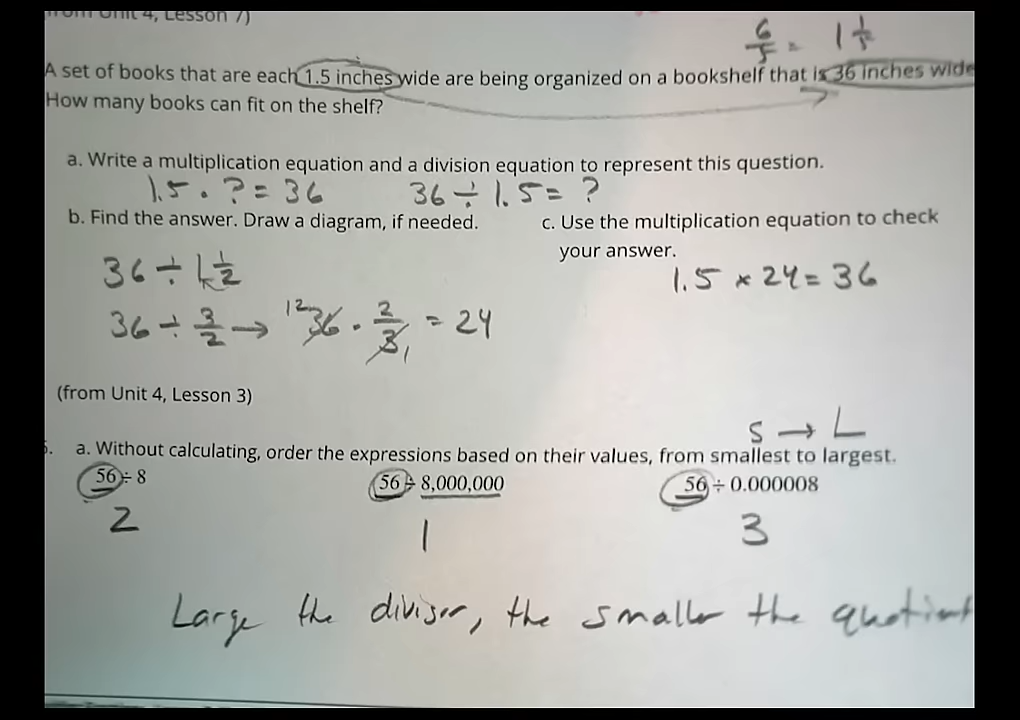 from Unit 4, Lesson 7)
6/5 = 1 1/5
A set of books that are each 1.5 inches wide are being organized on a bookshelf that is 36 inches wide
How many books can fit on the shelf?
a. Write a multiplication equation and a division equation to represent this question.
1.5 · ? = 36 36 ÷ 1.5 = ?
b. Find the answer. Draw a diagram, if needed.
36 ÷ 1 1/2
36 ÷ 3/2 → 12 36 · 2/3 1 = 24
c. Use the multiplication equation to check
your answer.
1.5 × 24 = 36
(from Unit 4, Lesson 3)
S → L
a. Without calculating, order the expressions based on their values, from smallest to largest.
56 ÷ 8 56 ÷ 8,000,000 56 ÷ 0.000008
2 1 3
Large the divisor, the smaller the quotient